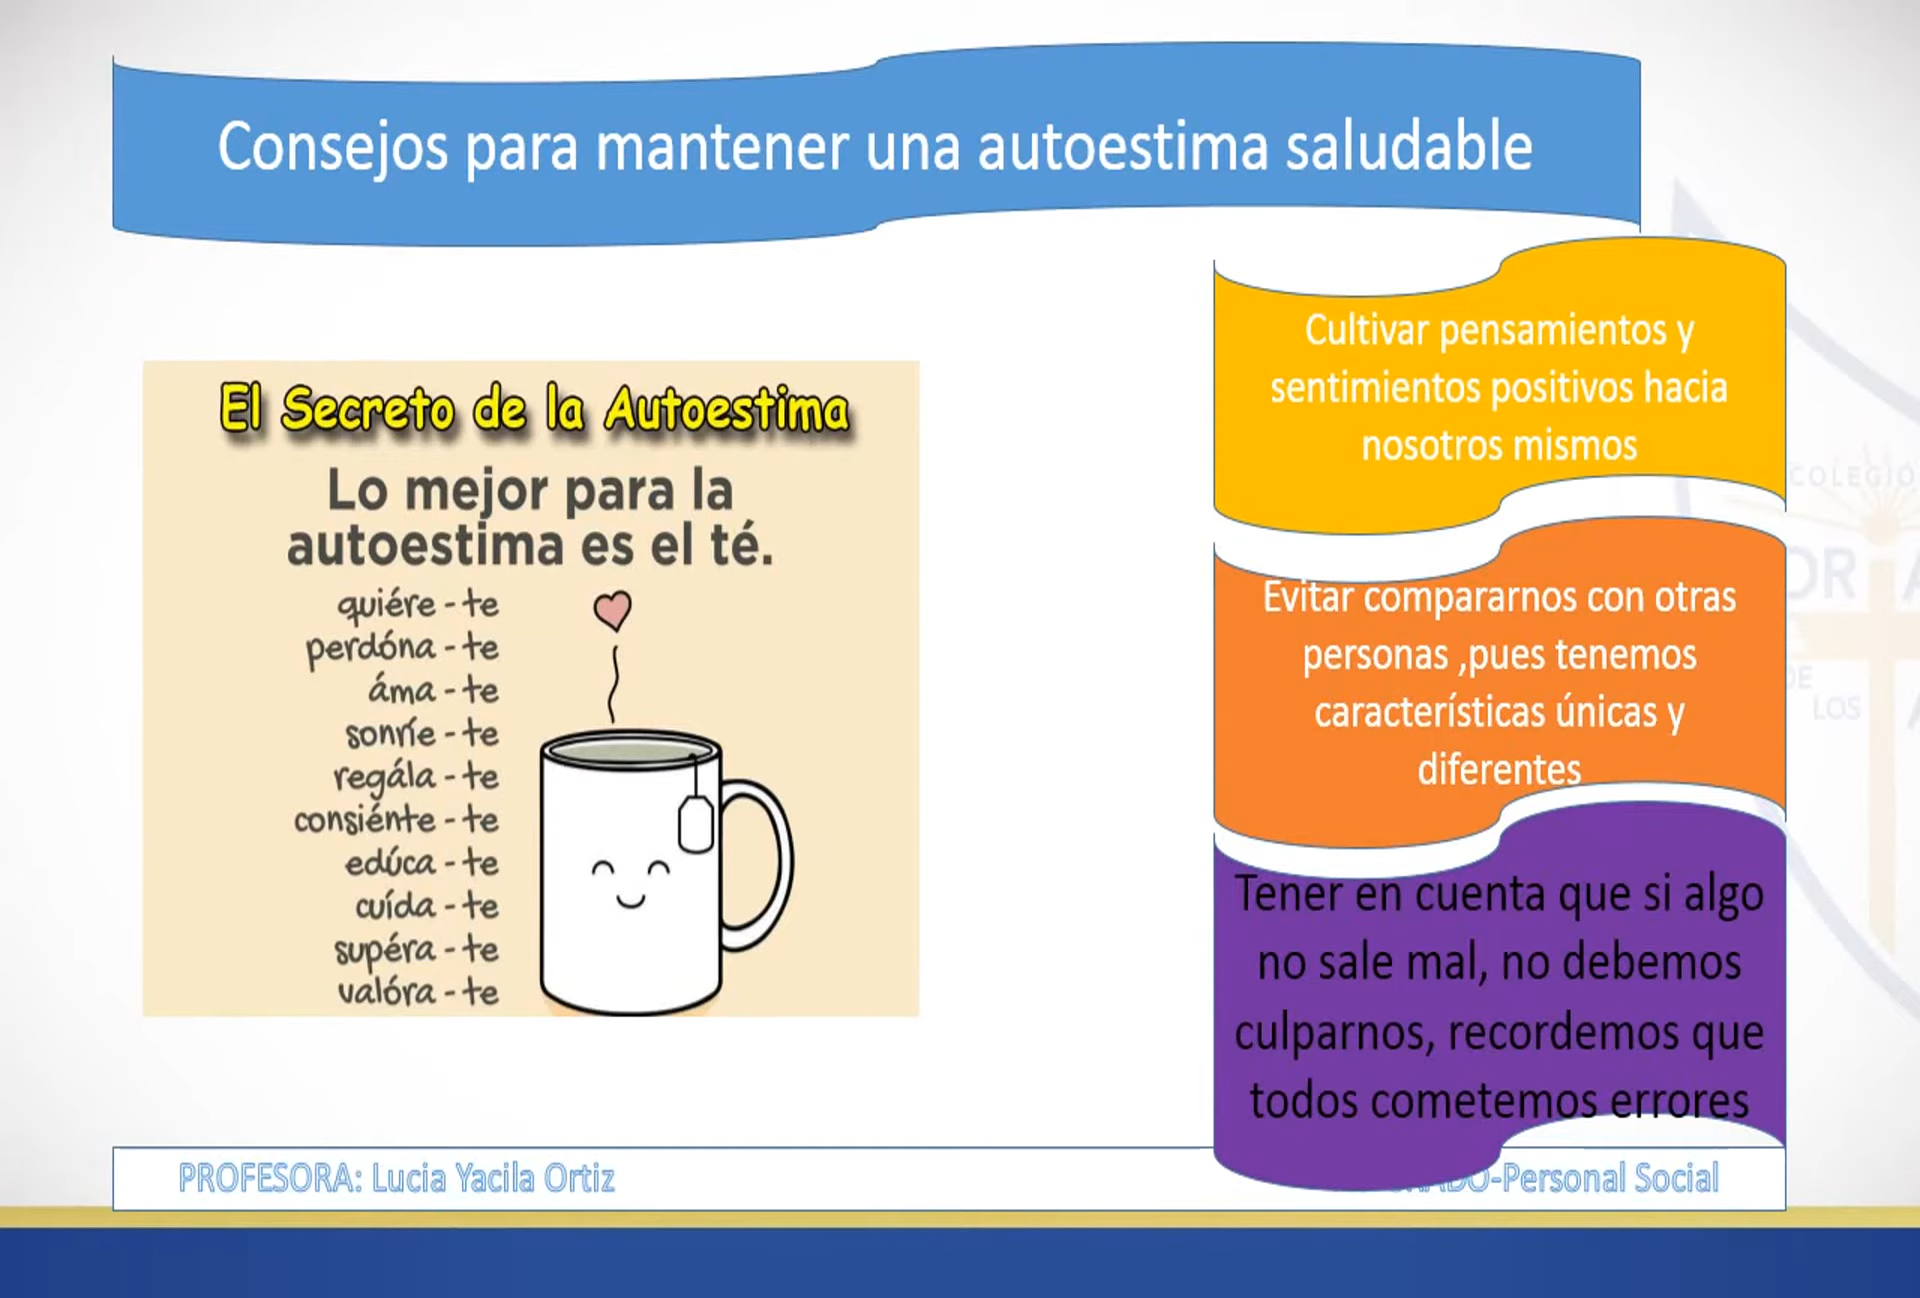 Consejos para mantener una autoestima saludable
El Secreto de la Autoestima
Lo mejor para la
autoestima es el té.
quiére - te
perdóna - te
áma - te
sonríe - te
regála - te
consiénte - te
edúca - te
cuída - te
supéra - te
valóra - te
Cultivar pensamientos y
sentimientos positivos hacia
nosotros mismos
Evitar compararnos con otras
personas ,pues tenemos
características únicas y
diferentes
Tener en cuenta que si algo
no sale mal, no debemos
culparnos, recordemos que
todos cometemos errores
COLEGIO
DE
LOS
PROFESORA: Lucia Yacila Ortiz
-Personal Social